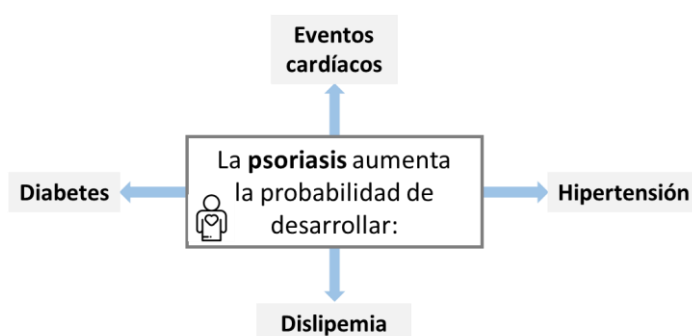 Eventos
cardíacos
La psoriasis aumenta
la probabilidad de
desarrollar:
Diabetes
Hipertensión
Dislipemia